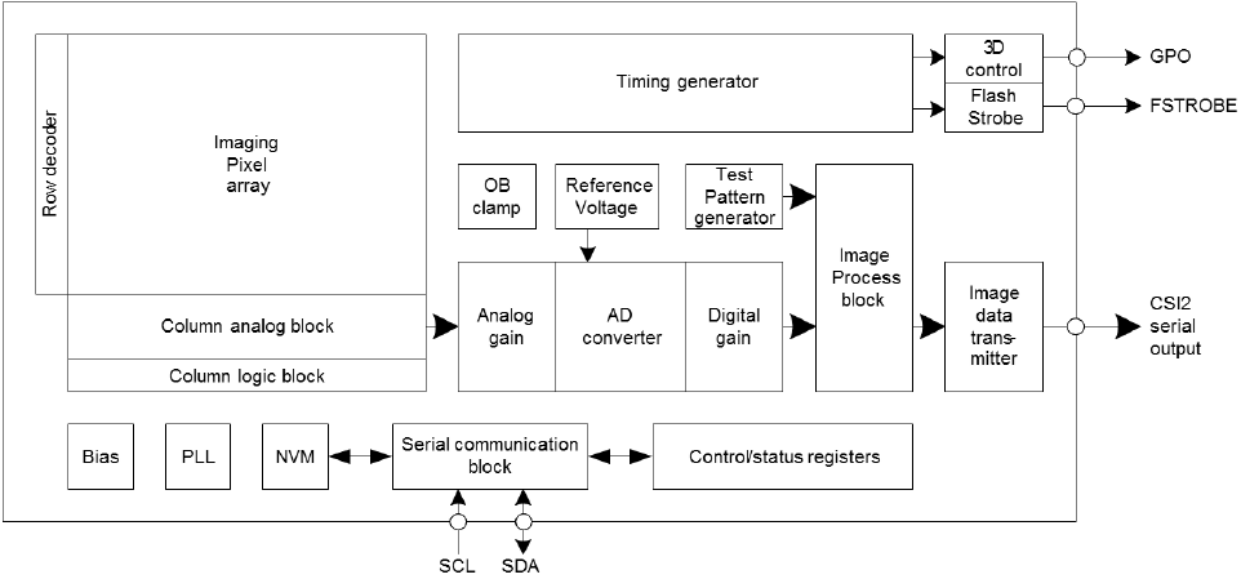 Row decoder
Imaging
Pixel
array
Timing generator
3D
control
Flash
Strobe
GPO
FSTROBE
OB
clamp
Reference
Voltage
Test
Pattern
generator
Image
Process
block
Column analog block
Column logic block
Analog
gain
AD
converter
Digital
gain
Image
data
trans-
mitter
CSI2
serial
output
Bias
PLL
NVM
Serial communication
block
Control/status registers
SCL
SDA